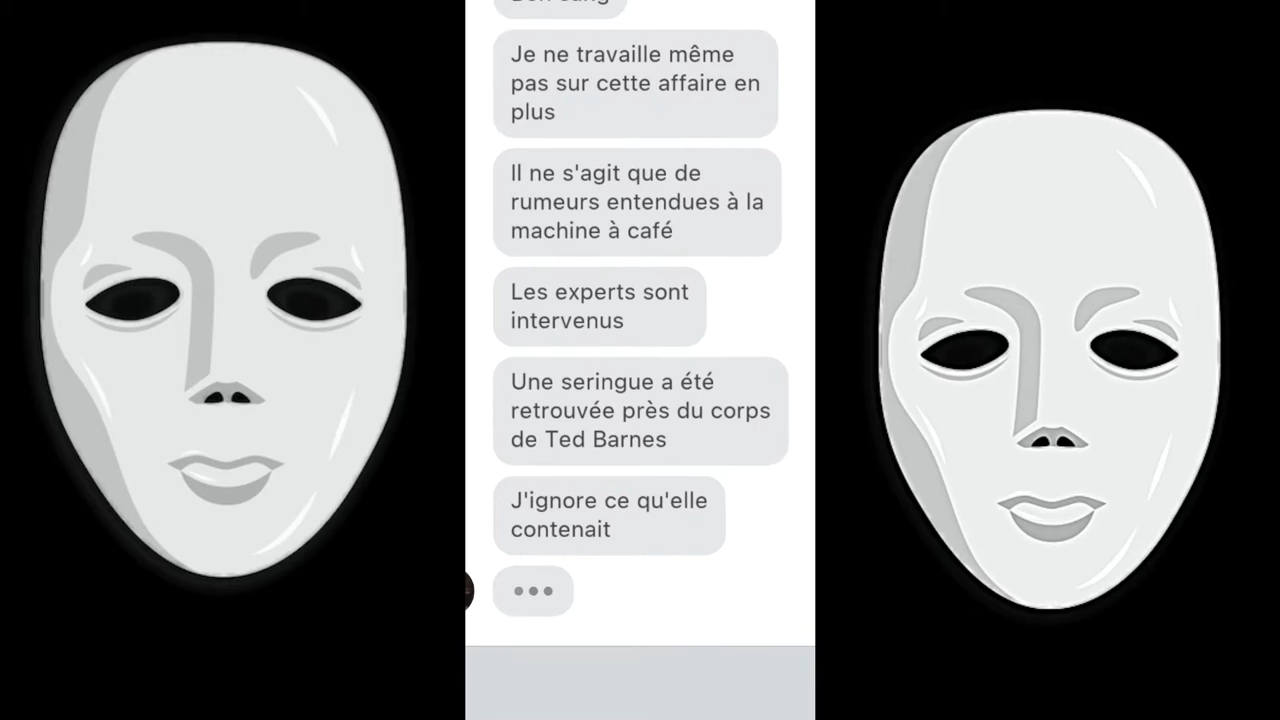 Je ne travaille même
pas sur cette affaire en
plus
Il ne s'agit que de
rumeurs entendues à la
machine à café
Les experts sont
intervenus
Une seringue a été
retrouvée près du corps
de Ted Barnes
J'ignore ce qu'elle
contenait